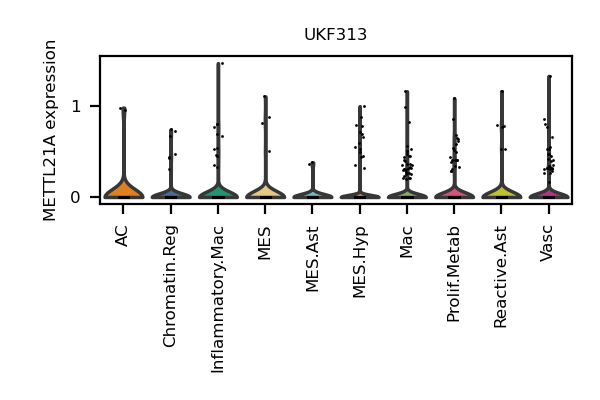 UKF313
METTL21A expression
1
0
AC
Chromatin.Reg
Inflammatory.Mac
MES
MES.Ast
MES.Hyp
Mac
Prolif.Metab
Reactive.Ast
Vasc